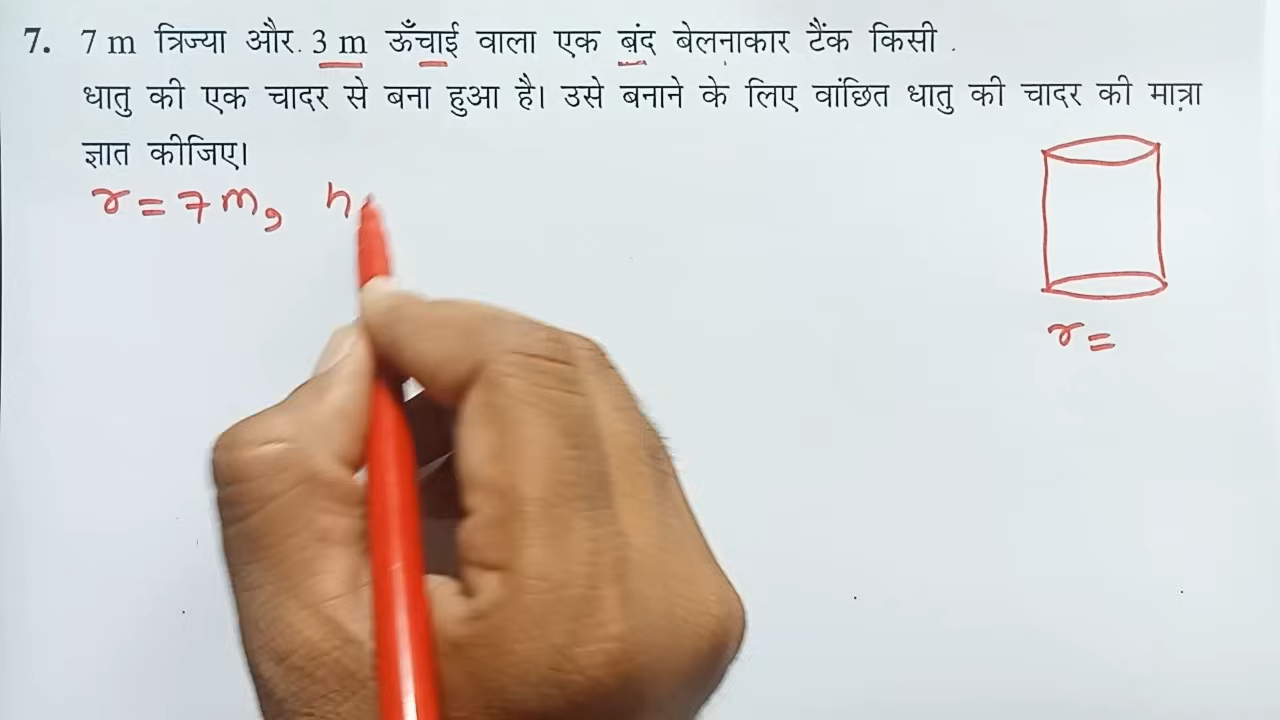 7. 7 m त्रिज्या और 3 m ऊँचाई वाला एक बंद बेलनाकार टैंक किसी
धातु की एक चादर से बना हुआ है। उसे बनाने के लिए वांछित धातु की चादर की मात्रा
ज्ञात कीजिए।
r = 7 m, h
r =